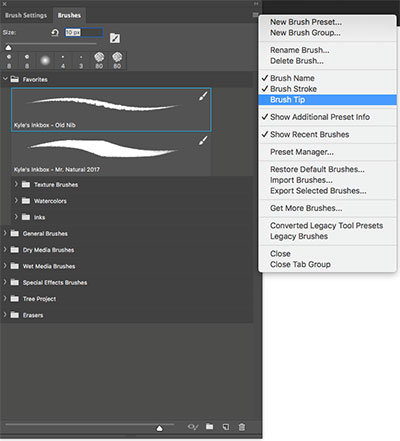 Brush Settings Brushes
Size: 10 px
8 8 4 3 80 80
Favorites
Kyle's Inkbox - Old Nib
Kyle's Inkbox - Mr. Natural 2017
Texture Brushes
Watercolors
Inks
General Brushes
Dry Media Brushes
Wet Media Brushes
Special Effects Brushes
Tree Project
Erasers
New Brush Preset...
New Brush Group...
Rename Brush...
Delete Brush...
Brush Name
Brush Stroke
Brush Tip
Show Additional Preset Info
Show Recent Brushes
Preset Manager...
Restore Default Brushes...
Import Brushes...
Export Selected Brushes...
Get More Brushes...
Converted Legacy Tool Presets
Legacy Brushes
Close
Close Tab Group